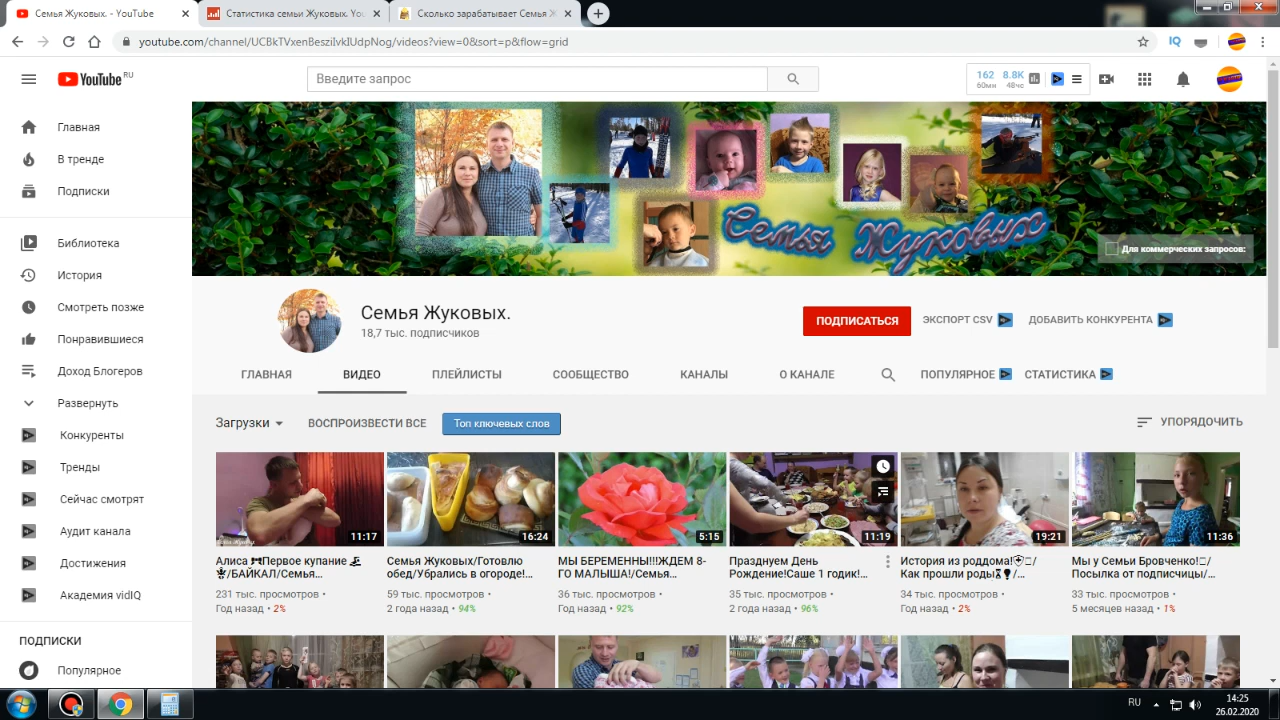 Семья Жуковых. - YouTube
Статистика семьи Жуковых. You
Сколько зарабатывает Семья Ж
youtube.com/channel/UCBkTVxenBesziIvkIUdpNog/videos?view=0&sort=p&flow=grid
IQ
YouTube RU
Введите запрос
162 8.8K
60мн 48чс
Главная
В тренде
Подписки
Библиотека
История
Смотреть позже
Понравившиеся
Доход Блогеров
Развернуть
Конкуренты
Тренды
Сейчас смотрят
Аудит канала
Достижения
Академия vidIQ
ПОДПИСКИ
Популярное
Семья Жуковых
Для коммерческих запросов:
Семья Жуковых.
18,7 тыс. подписчиков
ПОДПИСАТЬСЯ
ЭКСПОРТ CSV
ДОБАВИТЬ КОНКУРЕНТА
ГЛАВНАЯ ВИДЕО ПЛЕЙЛИСТЫ СООБЩЕСТВО КАНАЛЫ О КАНАЛЕ ПОПУЛЯРНОЕ СТАТИСТИКА
Загрузки ВОСПРОИЗВЕСТИ ВСЕ Топ ключевых слов УПОРЯДОЧИТЬ
11:17
Алиса Первое купание
/БАЙКАЛ/Семья...
231 тыс. просмотров •
Год назад • 2%
16:24
Семья Жуковых/Готовлю
обед/Убрались в огороде!...
59 тыс. просмотров •
2 года назад • 94%
5:15
МЫ БЕРЕМЕННЫ!!!ЖДЕМ 8-
ГО МАЛЫША!/Семья...
36 тыс. просмотров •
Год назад • 92%
11:19
Празднуем День
Рождение!Саше 1 годик!...
35 тыс. просмотров •
2 года назад • 96%
19:21
История из роддома!/
Как прошли роды/...
34 тыс. просмотров •
Год назад • 2%
11:36
Мы у Семьи Бровченко!/
Посылка от подписчицы/...
33 тыс. просмотров •
5 месяцев назад • 1%
RU
14:25
26.02.2020